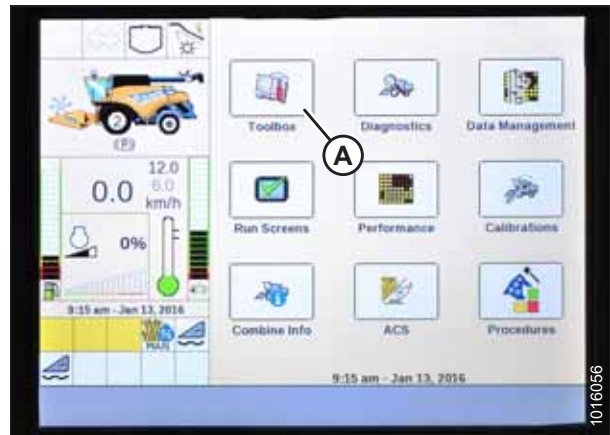 Toolbox
Diagnostics
Data Management
A
Run Screens
Performance
Calibrations
Combine Info
ACS
Procedures
9:15 am - Jan 13, 2016
2
(P)
12.0
6.0
0.0
km/h
0%
9:15 am - Jan 13, 2016
MAN
1016056